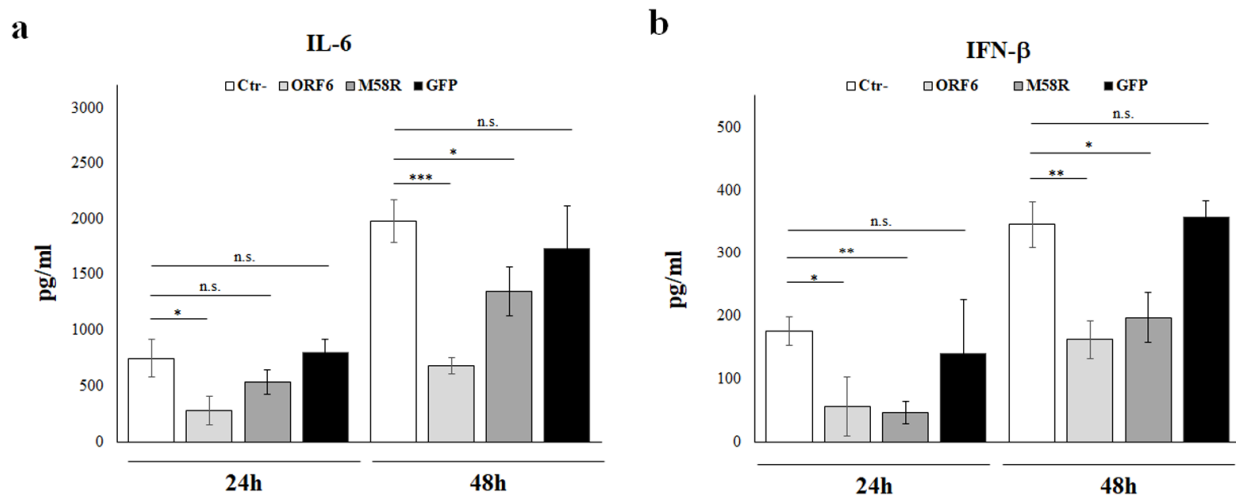 a
IL-6
Ctr- ORF6 M58R GFP
3000
2500
2000
1500
1000
500
0
pg/ml
n.s.
*
***
n.s.
n.s.
*
24h 48h
b
IFN-β
Ctr- ORF6 M58R GFP
500
400
300
200
100
0
pg/ml
n.s.
*
**
n.s.
**
*
24h 48h